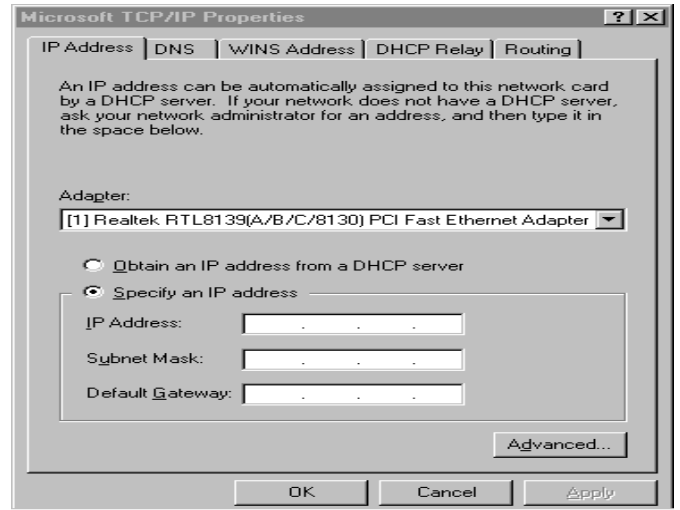 Microsoft TCP/IP Properties
? X
IP Address DNS WINS Address DHCP Relay Routing
An IP address can be automatically assigned to this network card
by a DHCP server. If your network does not have a DHCP server,
ask your network administrator for an address, and then type it in
the space below.
Adapter:
[1] Realtek RTL8139(A/B/C/8130) PCI Fast Ethernet Adapter
Obtain an IP address from a DHCP server
Specify an IP address
IP Address: . . .
Subnet Mask: . . .
Default Gateway: . . .
Advanced...
OK Cancel Apply